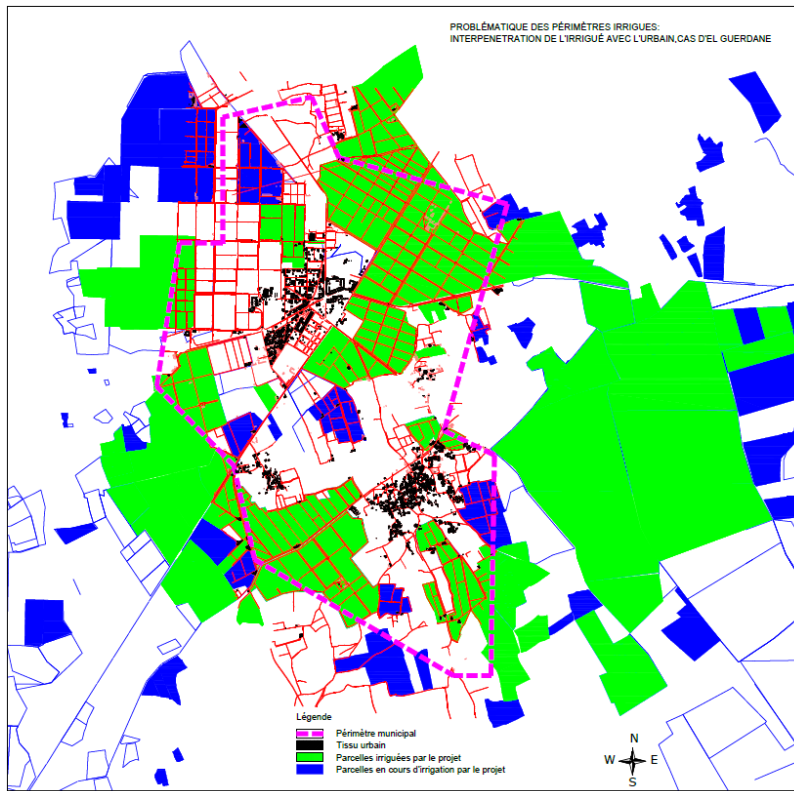 PROBLÉMATIQUE DES PÉRIMÈTRES IRRIGUES:
INTERPENETRATION DE L'IRRIGUÉ AVEC L'URBAIN,CAS D'EL GUERDANE
Légende
Périmètre municipal
Tissu urbain
Parcelles irriguées par le projet
Parcelles en cours d'irrigation par le projet
N
W E
S